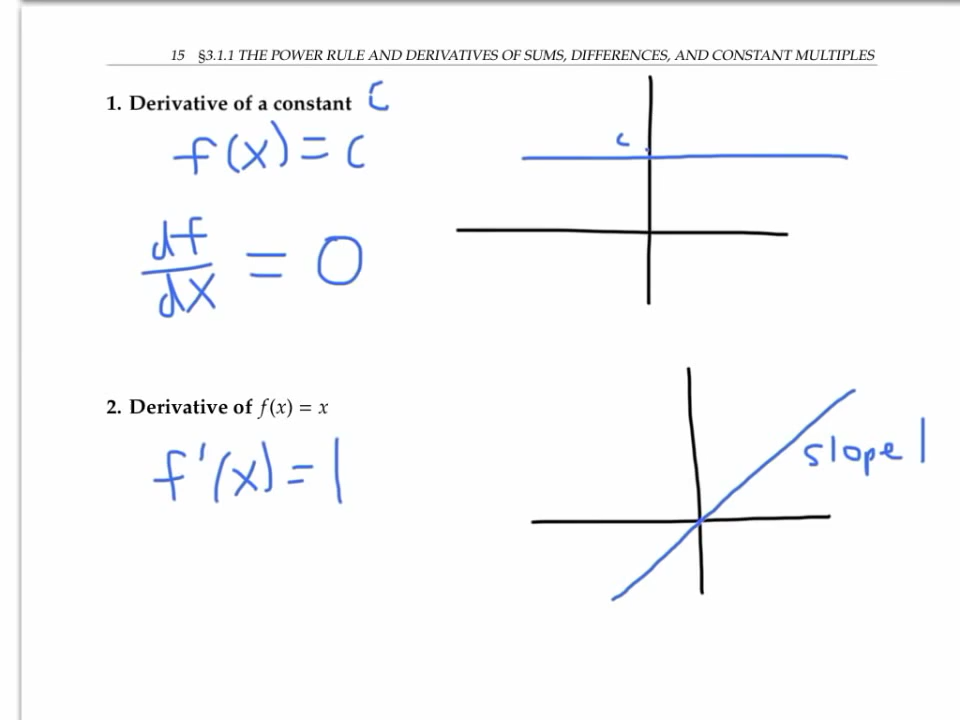 15 §3.1.1 THE POWER RULE AND DERIVATIVES OF SUMS, DIFFERENCES, AND CONSTANT MULTIPLES
1. Derivative of a constant C
f(x) = c
c
df/dx = 0
2. Derivative of f(x) = x
f'(x) = 1
slope 1